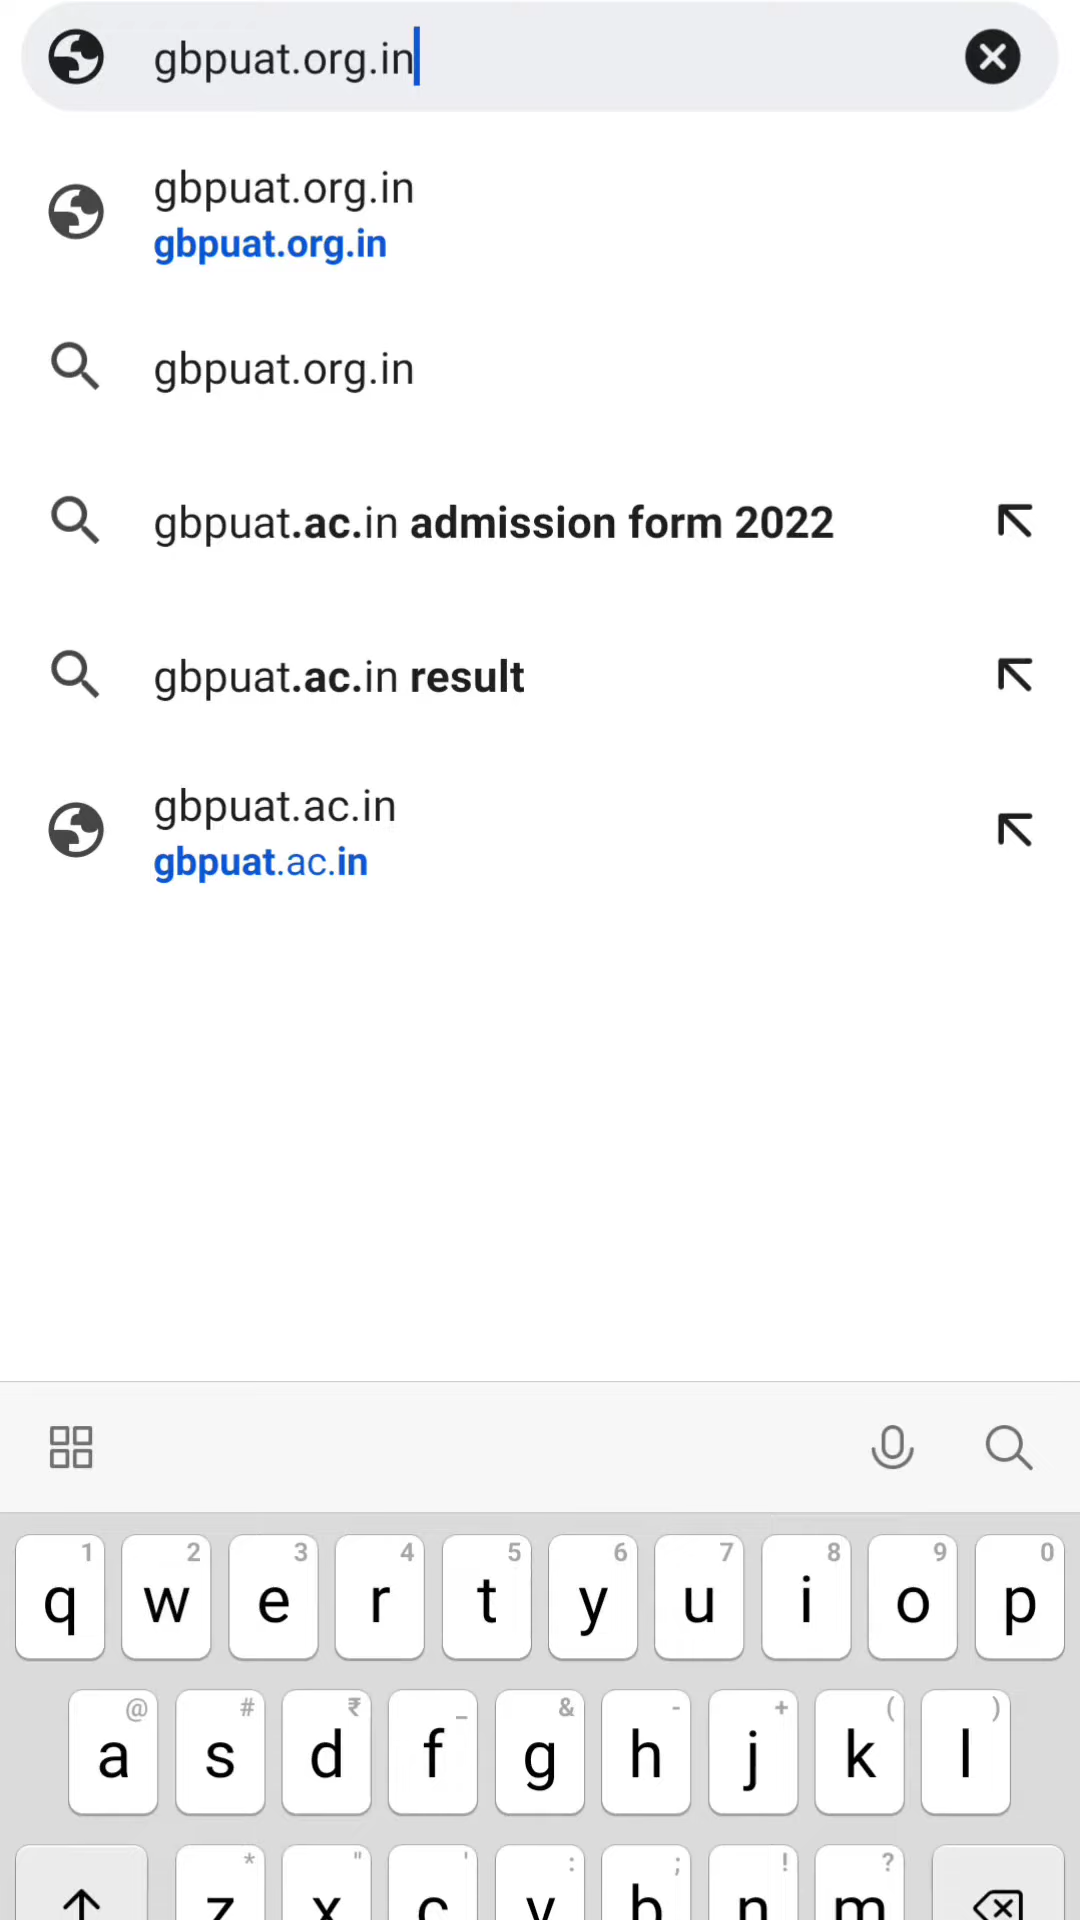 gbpuat.org.in
gbpuat.org.in
gbpuat.org.in
gbpuat.org.in
gbpuat.ac.in admission form 2022
gbpuat.ac.in result
gbpuat.ac.in
gbpuat.ac.in
1 2 3 4 5 6 7 8 9 0
q w e r t y u i o p
@ # ₹ _ & - + ( )
a s d f g h j k l
* " ' : ; ! ?
z x c v b n m